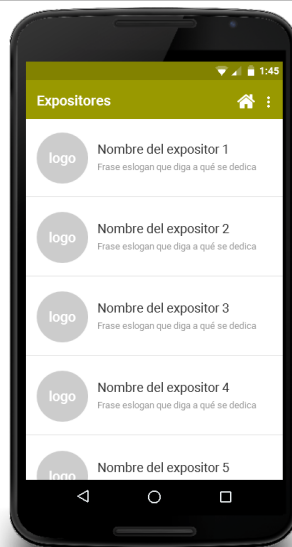 1:45
Expositores
logo
Nombre del expositor 1
Frase eslogan que diga a qué se dedica
logo
Nombre del expositor 2
Frase eslogan que diga a qué se dedica
logo
Nombre del expositor 3
Frase eslogan que diga a qué se dedica
logo
Nombre del expositor 4
Frase eslogan que diga a qué se dedica
logo
Nombre del expositor 5